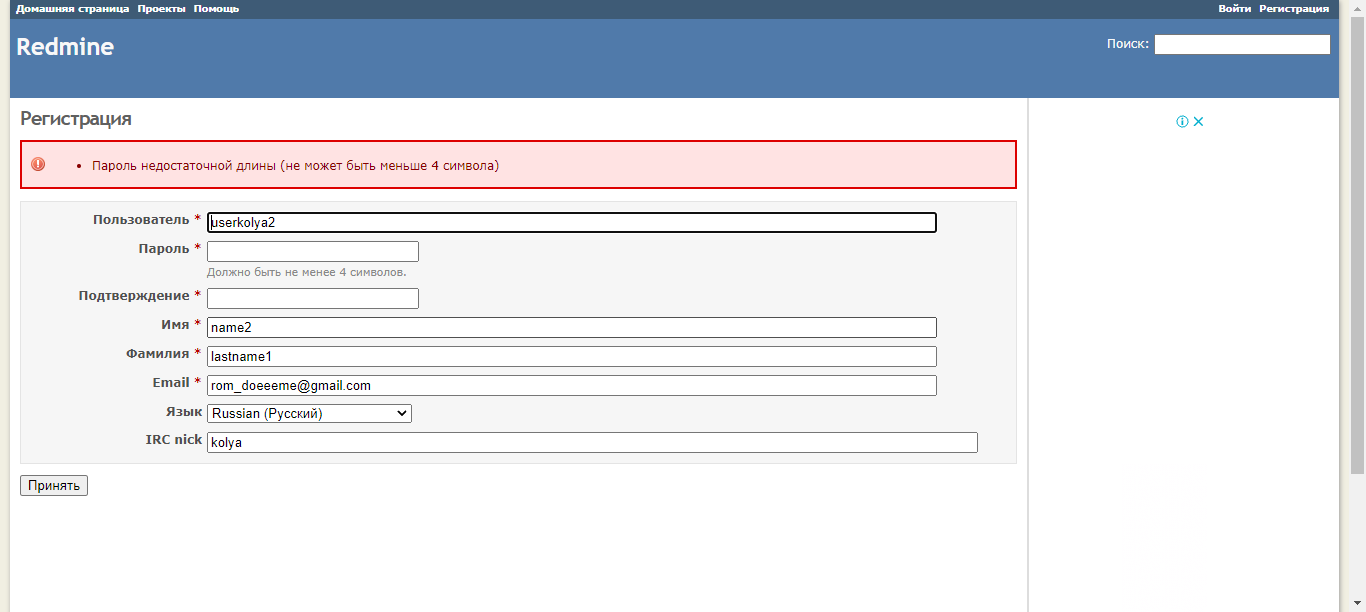 Домашняя страница Проекты Помощь Войти Регистрация
Redmine
Поиск:
Регистрация
Пароль недостаточной длины (не может быть меньше 4 символа)
Пользователь * userkolya2
Пароль *
Должно быть не менее 4 символов.
Подтверждение *
Имя * name2
Фамилия * lastname1
Email * rom_doeeeme@gmail.com
Язык Russian (Русский)
IRC nick kolya
Принять